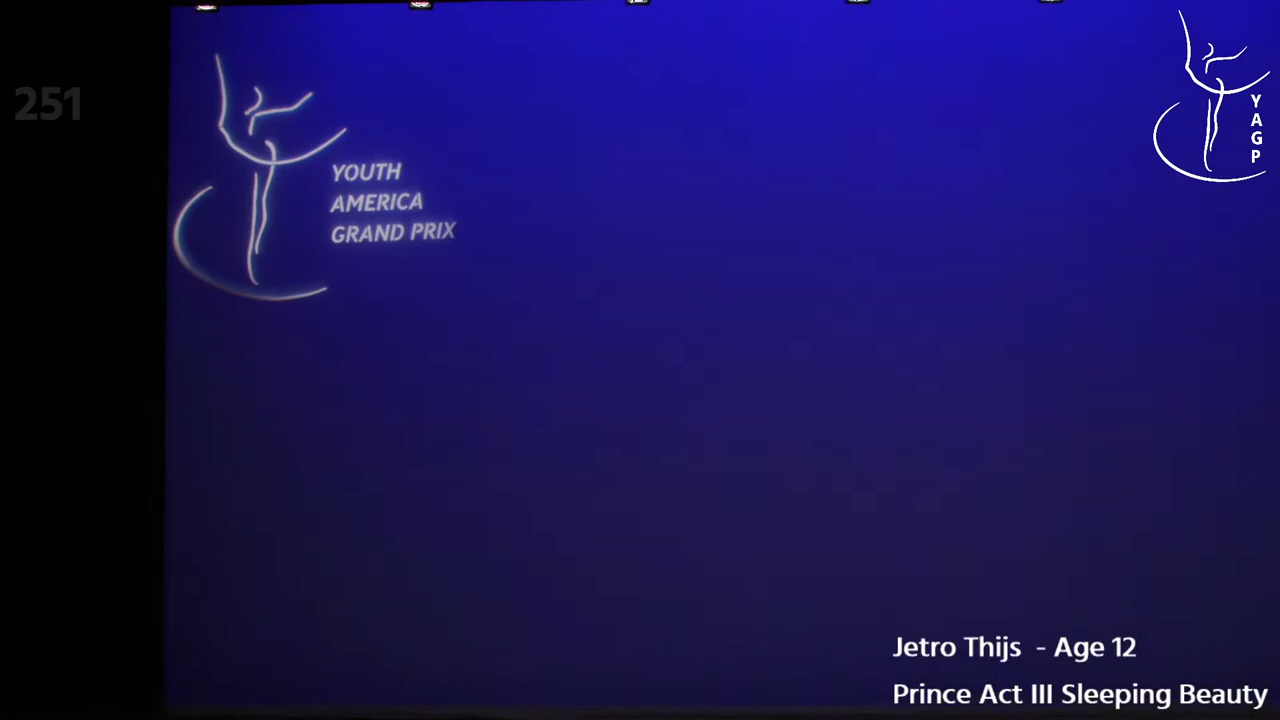 251
YOUTH
AMERICA
GRAND PRIX
Y
A
G
P
Jetro Thijs - Age 12
Prince Act III Sleeping Beauty